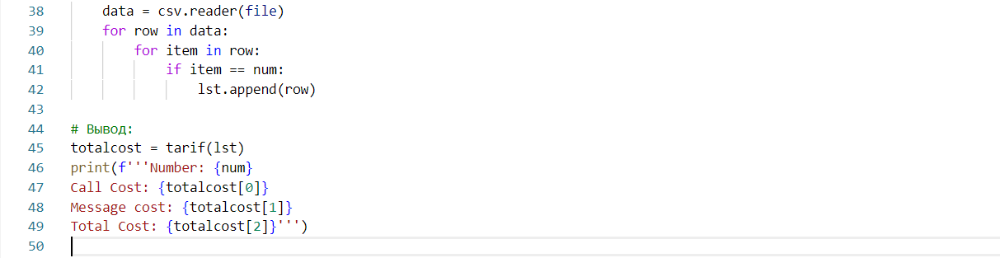 38 data = csv.reader(file)
39 for row in data:
40 for item in row:
41 if item == num:
42 lst.append(row)
43
44 # Вывод:
45 totalcost = tarif(lst)
46 print(f'''Number: {num}
47 Call Cost: {totalcost[0]}
48 Message cost: {totalcost[1]}
49 Total Cost: {totalcost[2]}''')
50